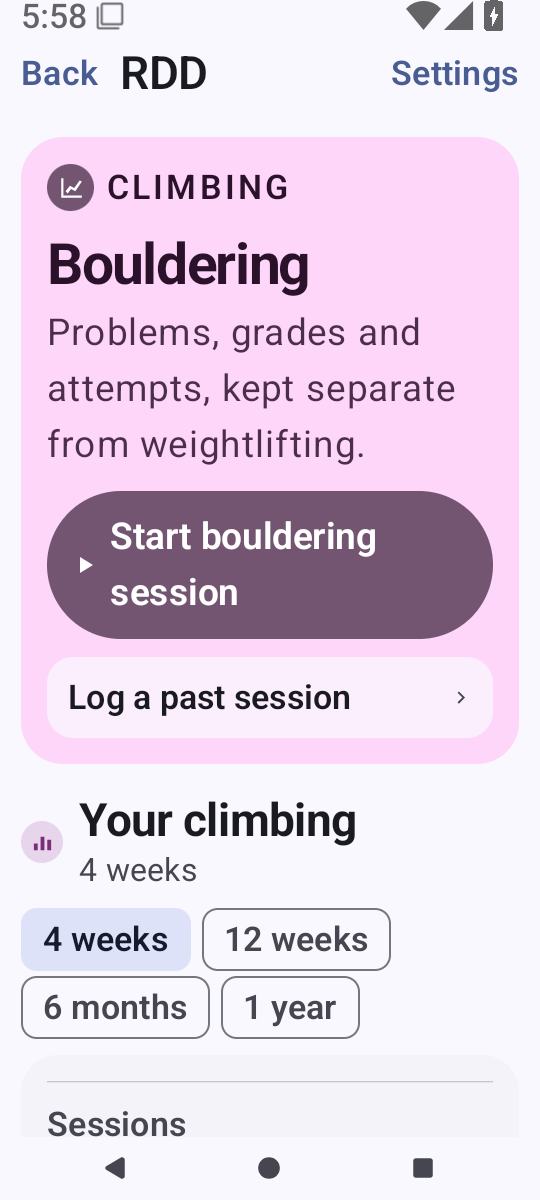 5:58
Back RDD Settings
CLIMBING
Bouldering
Problems, grades and
attempts, kept separate
from weightlifting.
Start bouldering
session
Log a past session
Your climbing
4 weeks
4 weeks 12 weeks
6 months 1 year
Sessions